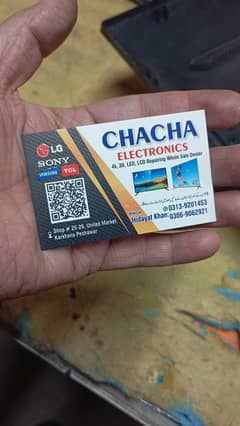 LG
SONY
SAMSUNG TCL
CHACHA
ELECTRONICS
4k, 3d, LED, LCD Repairing Whole Sale Dealer
0313-9201453
Hidayat Khan: 0306-9062921
Shop # 25-26, United Market,
Karkhano Peshawar